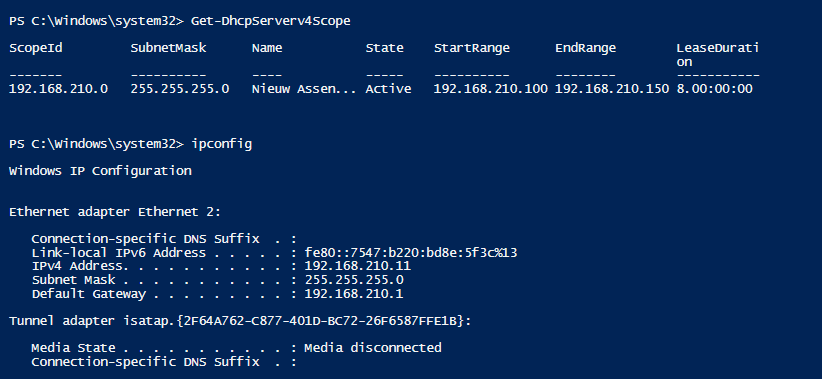 PS C:\Windows\system32> Get-DhcpServerv4Scope
ScopeId SubnetMask Name State StartRange EndRange LeaseDurati
on
------- ---------- ---- ----- ---------- -------- -----------
192.168.210.0 255.255.255.0 Nieuw Assen... Active 192.168.210.100 192.168.210.150 8.00:00:00
PS C:\Windows\system32> ipconfig
Windows IP Configuration
Ethernet adapter Ethernet 2:
Connection-specific DNS Suffix . :
Link-local IPv6 Address . . . . . : fe80::7547:b220:bd8e:5f3c%13
IPv4 Address. . . . . . . . . . . : 192.168.210.11
Subnet Mask . . . . . . . . . . . : 255.255.255.0
Default Gateway . . . . . . . . . : 192.168.210.1
Tunnel adapter isatap.{2F64A762-C877-401D-BC72-26F6587FFE1B}:
Media State . . . . . . . . . . . : Media disconnected
Connection-specific DNS Suffix . :